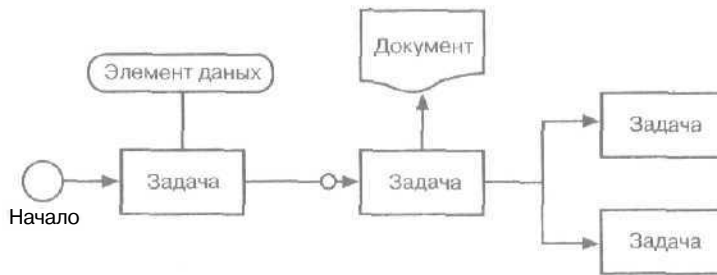 Документ
Элемент даных
Задача
Задача
Задача
Начало
Задача